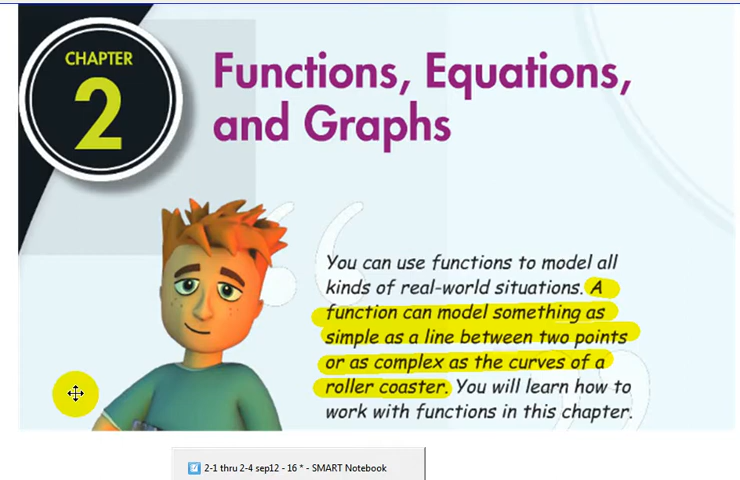 CHAPTER
2
Functions, Equations,
and Graphs
You can use functions to model all
kinds of real-world situations. A
function can model something as
simple as a line between two points
or as complex as the curves of a
roller coaster. You will learn how to
work with functions in this chapter.
2-1 thru 2-4 sep12 - 16 * - SMART Notebook